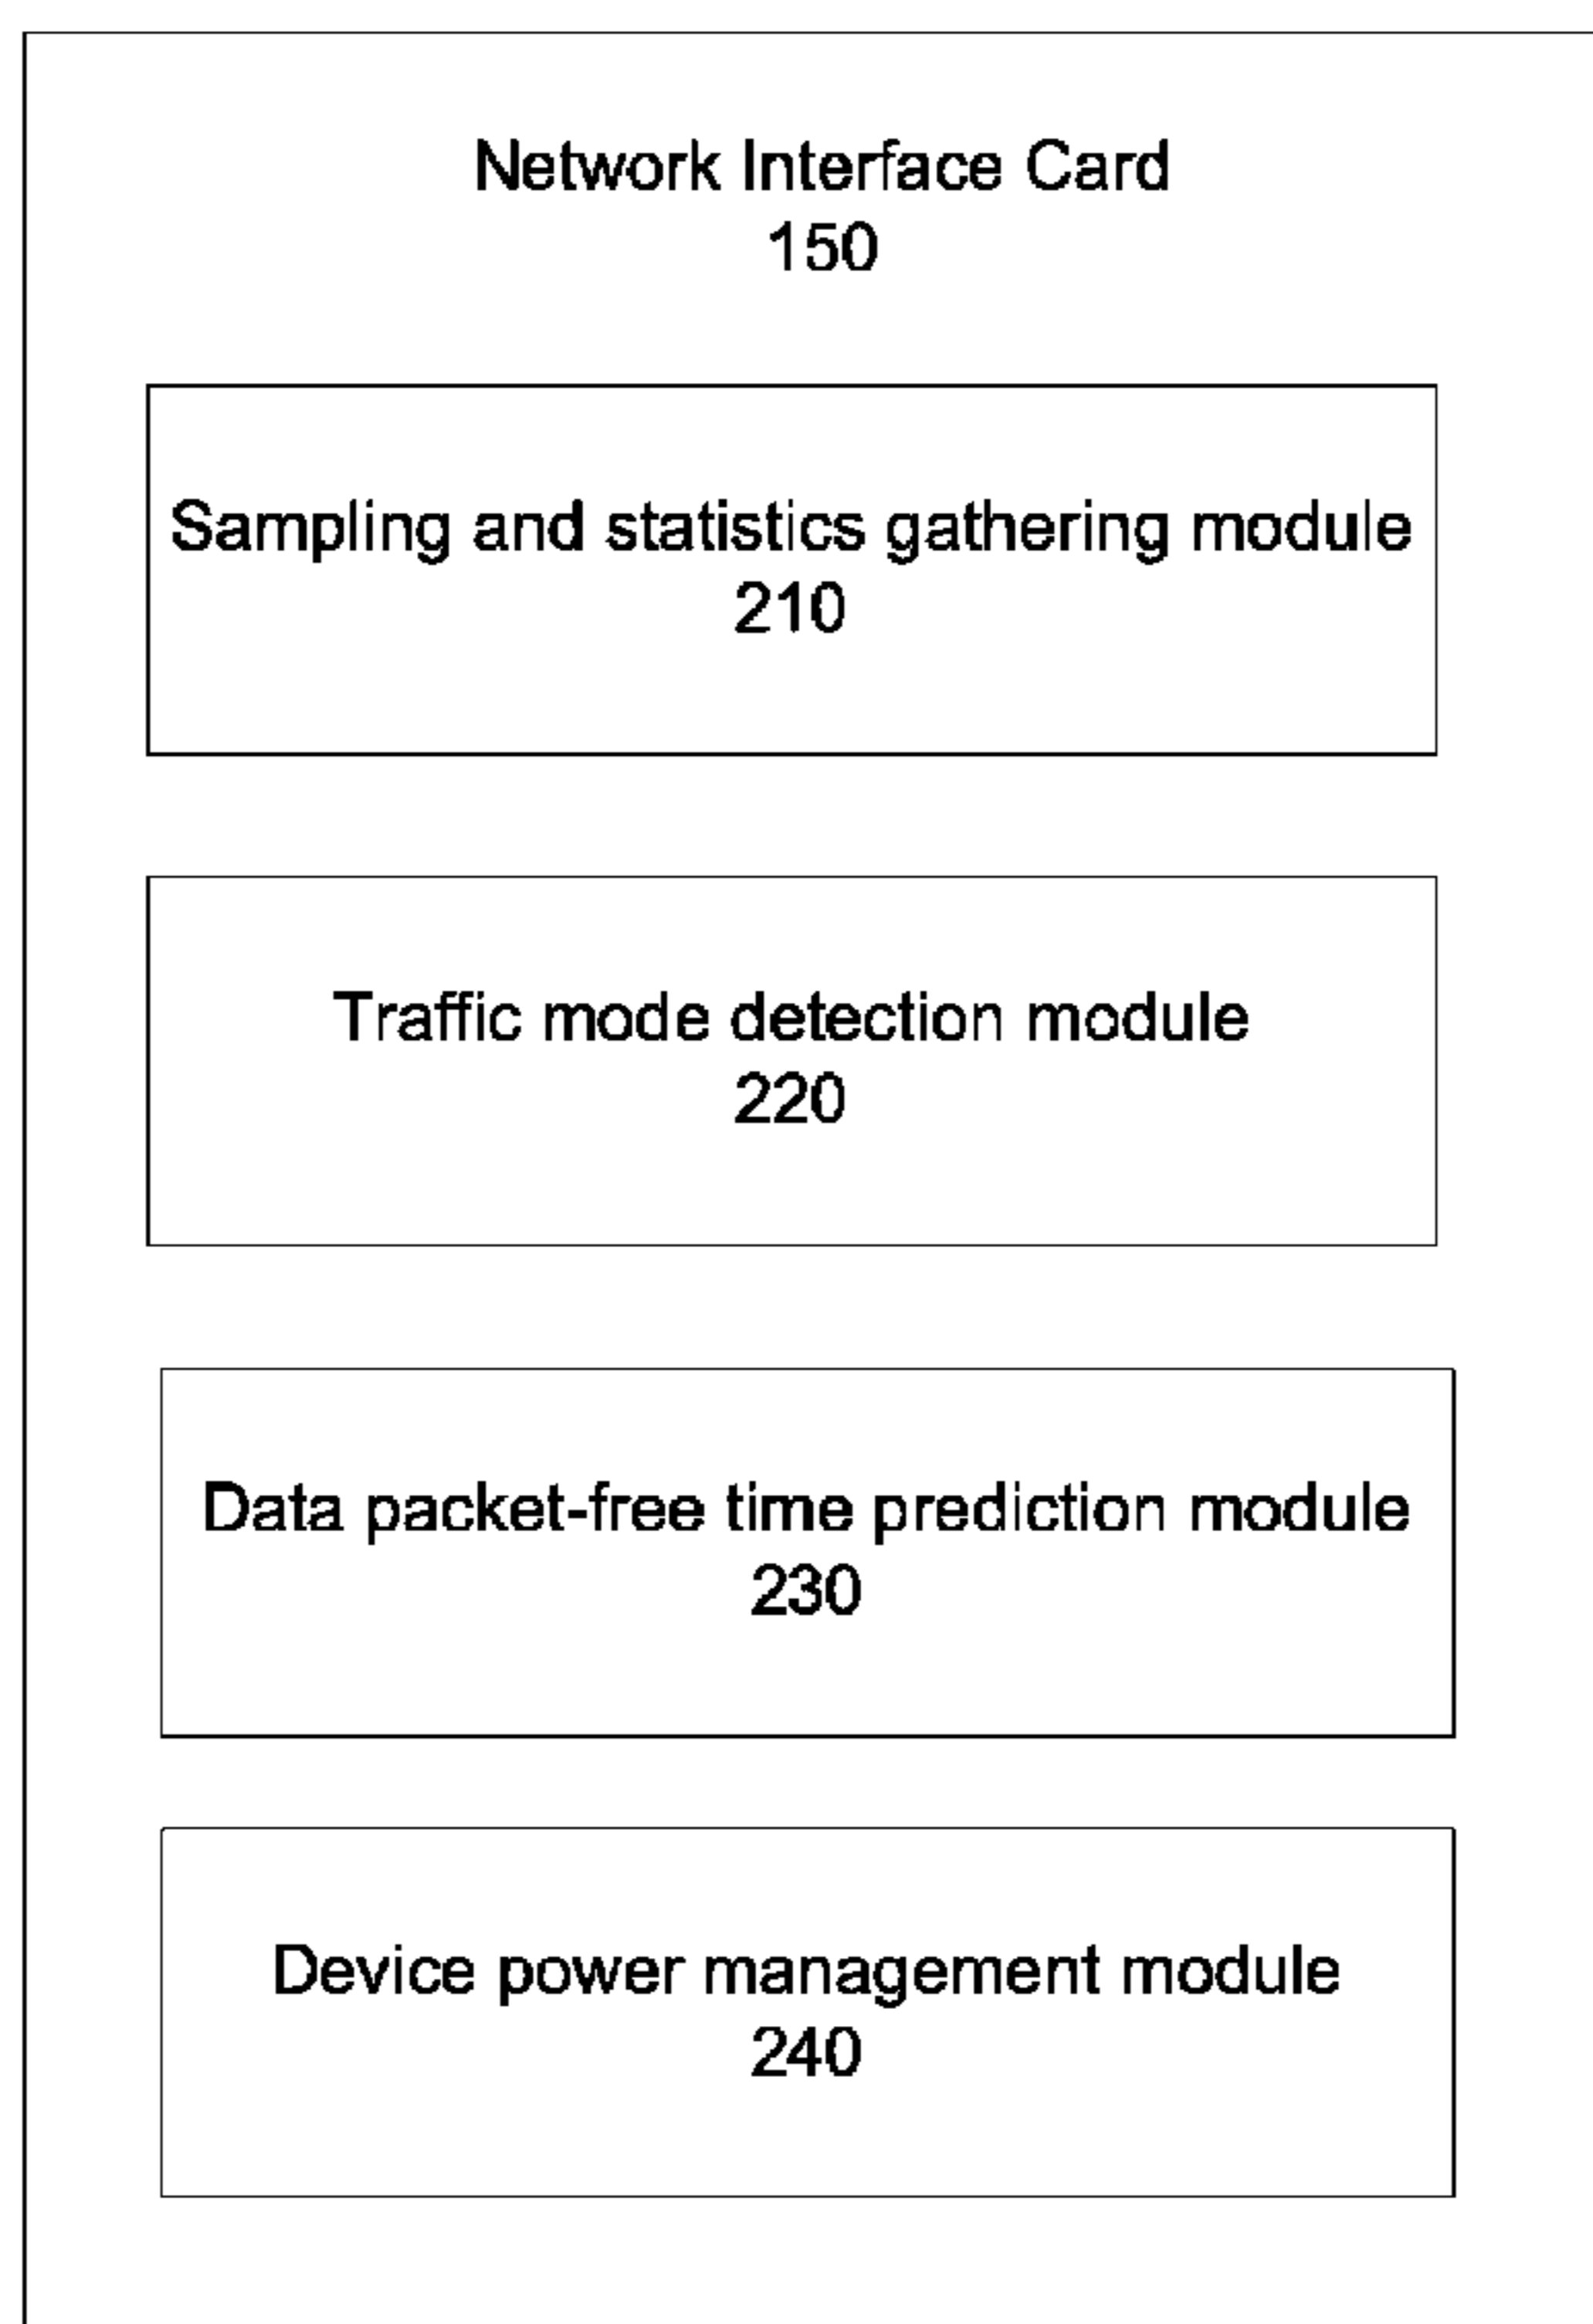 Network Interface Card
150
Sampling and statistics gathering module
210
Traffic mode detection module
220
Data packet-free time prediction module
230
Device power management module
240